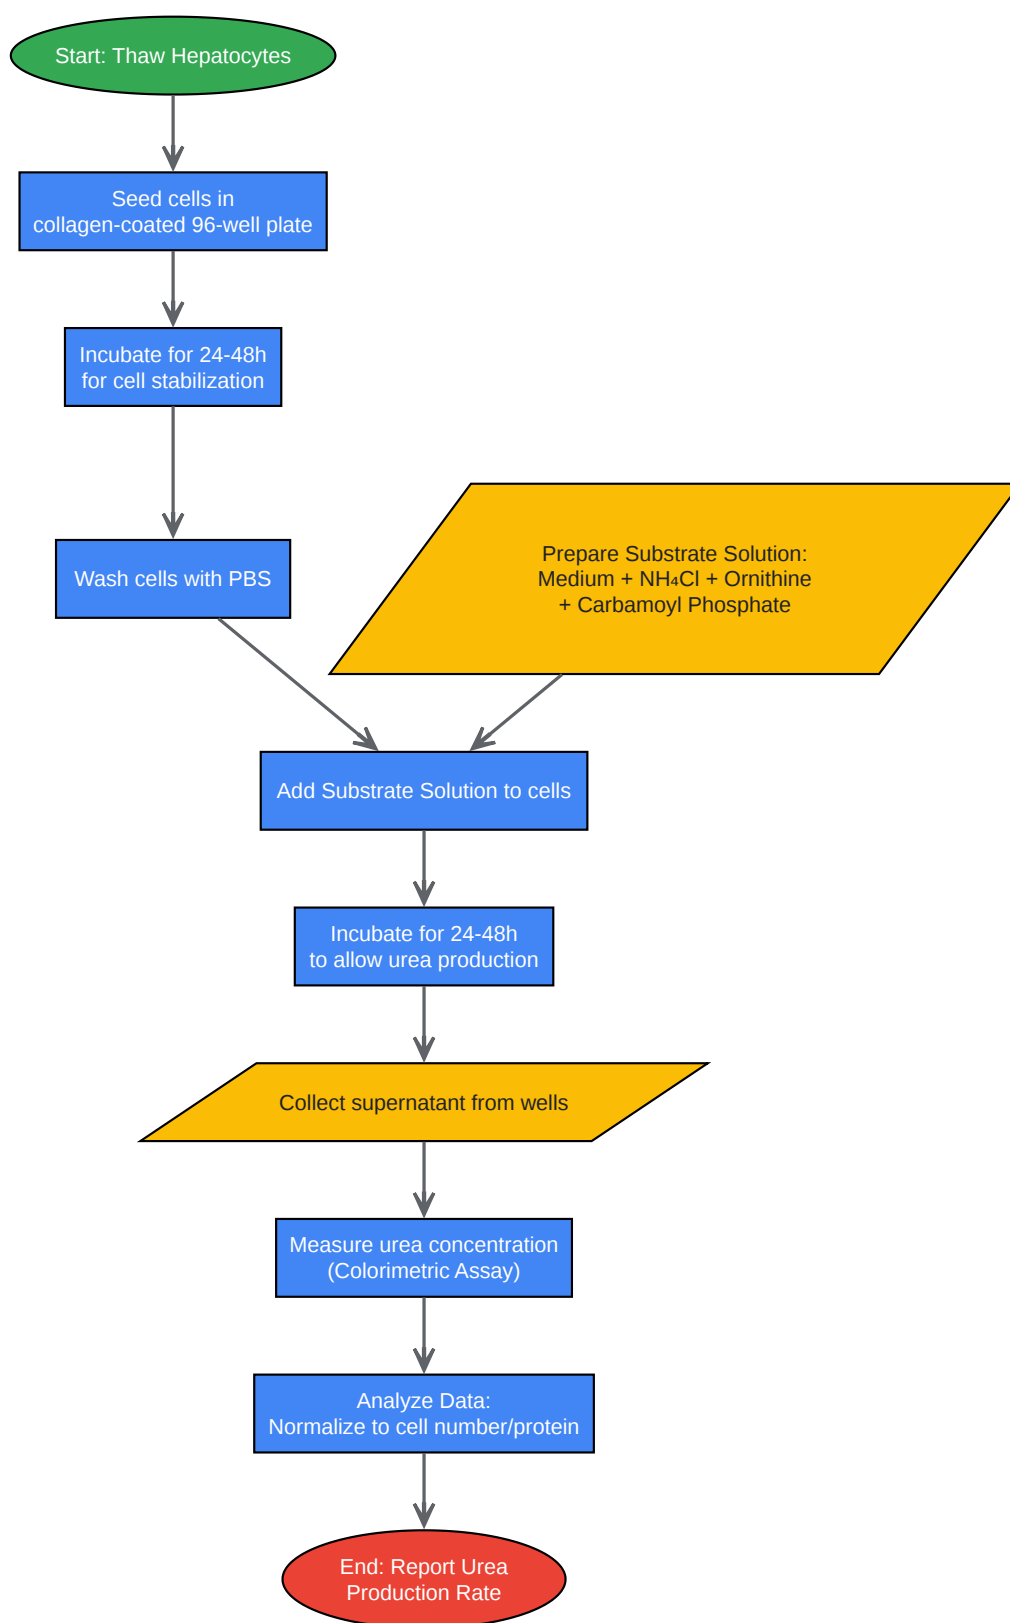 Start: Thaw Hepatocytes
Seed cells in
collagen-coated 96-well plate
Incubate for 24-48h
for cell stabilization
Wash cells with PBS
Prepare Substrate Solution:
Medium + NH₄Cl + Ornithine
+ Carbamoyl Phosphate
Add Substrate Solution to cells
Incubate for 24-48h
to allow urea production
Collect supernatant from wells
Measure urea concentration
(Colorimetric Assay)
Analyze Data:
Normalize to cell number/protein
End: Report Urea
Production Rate